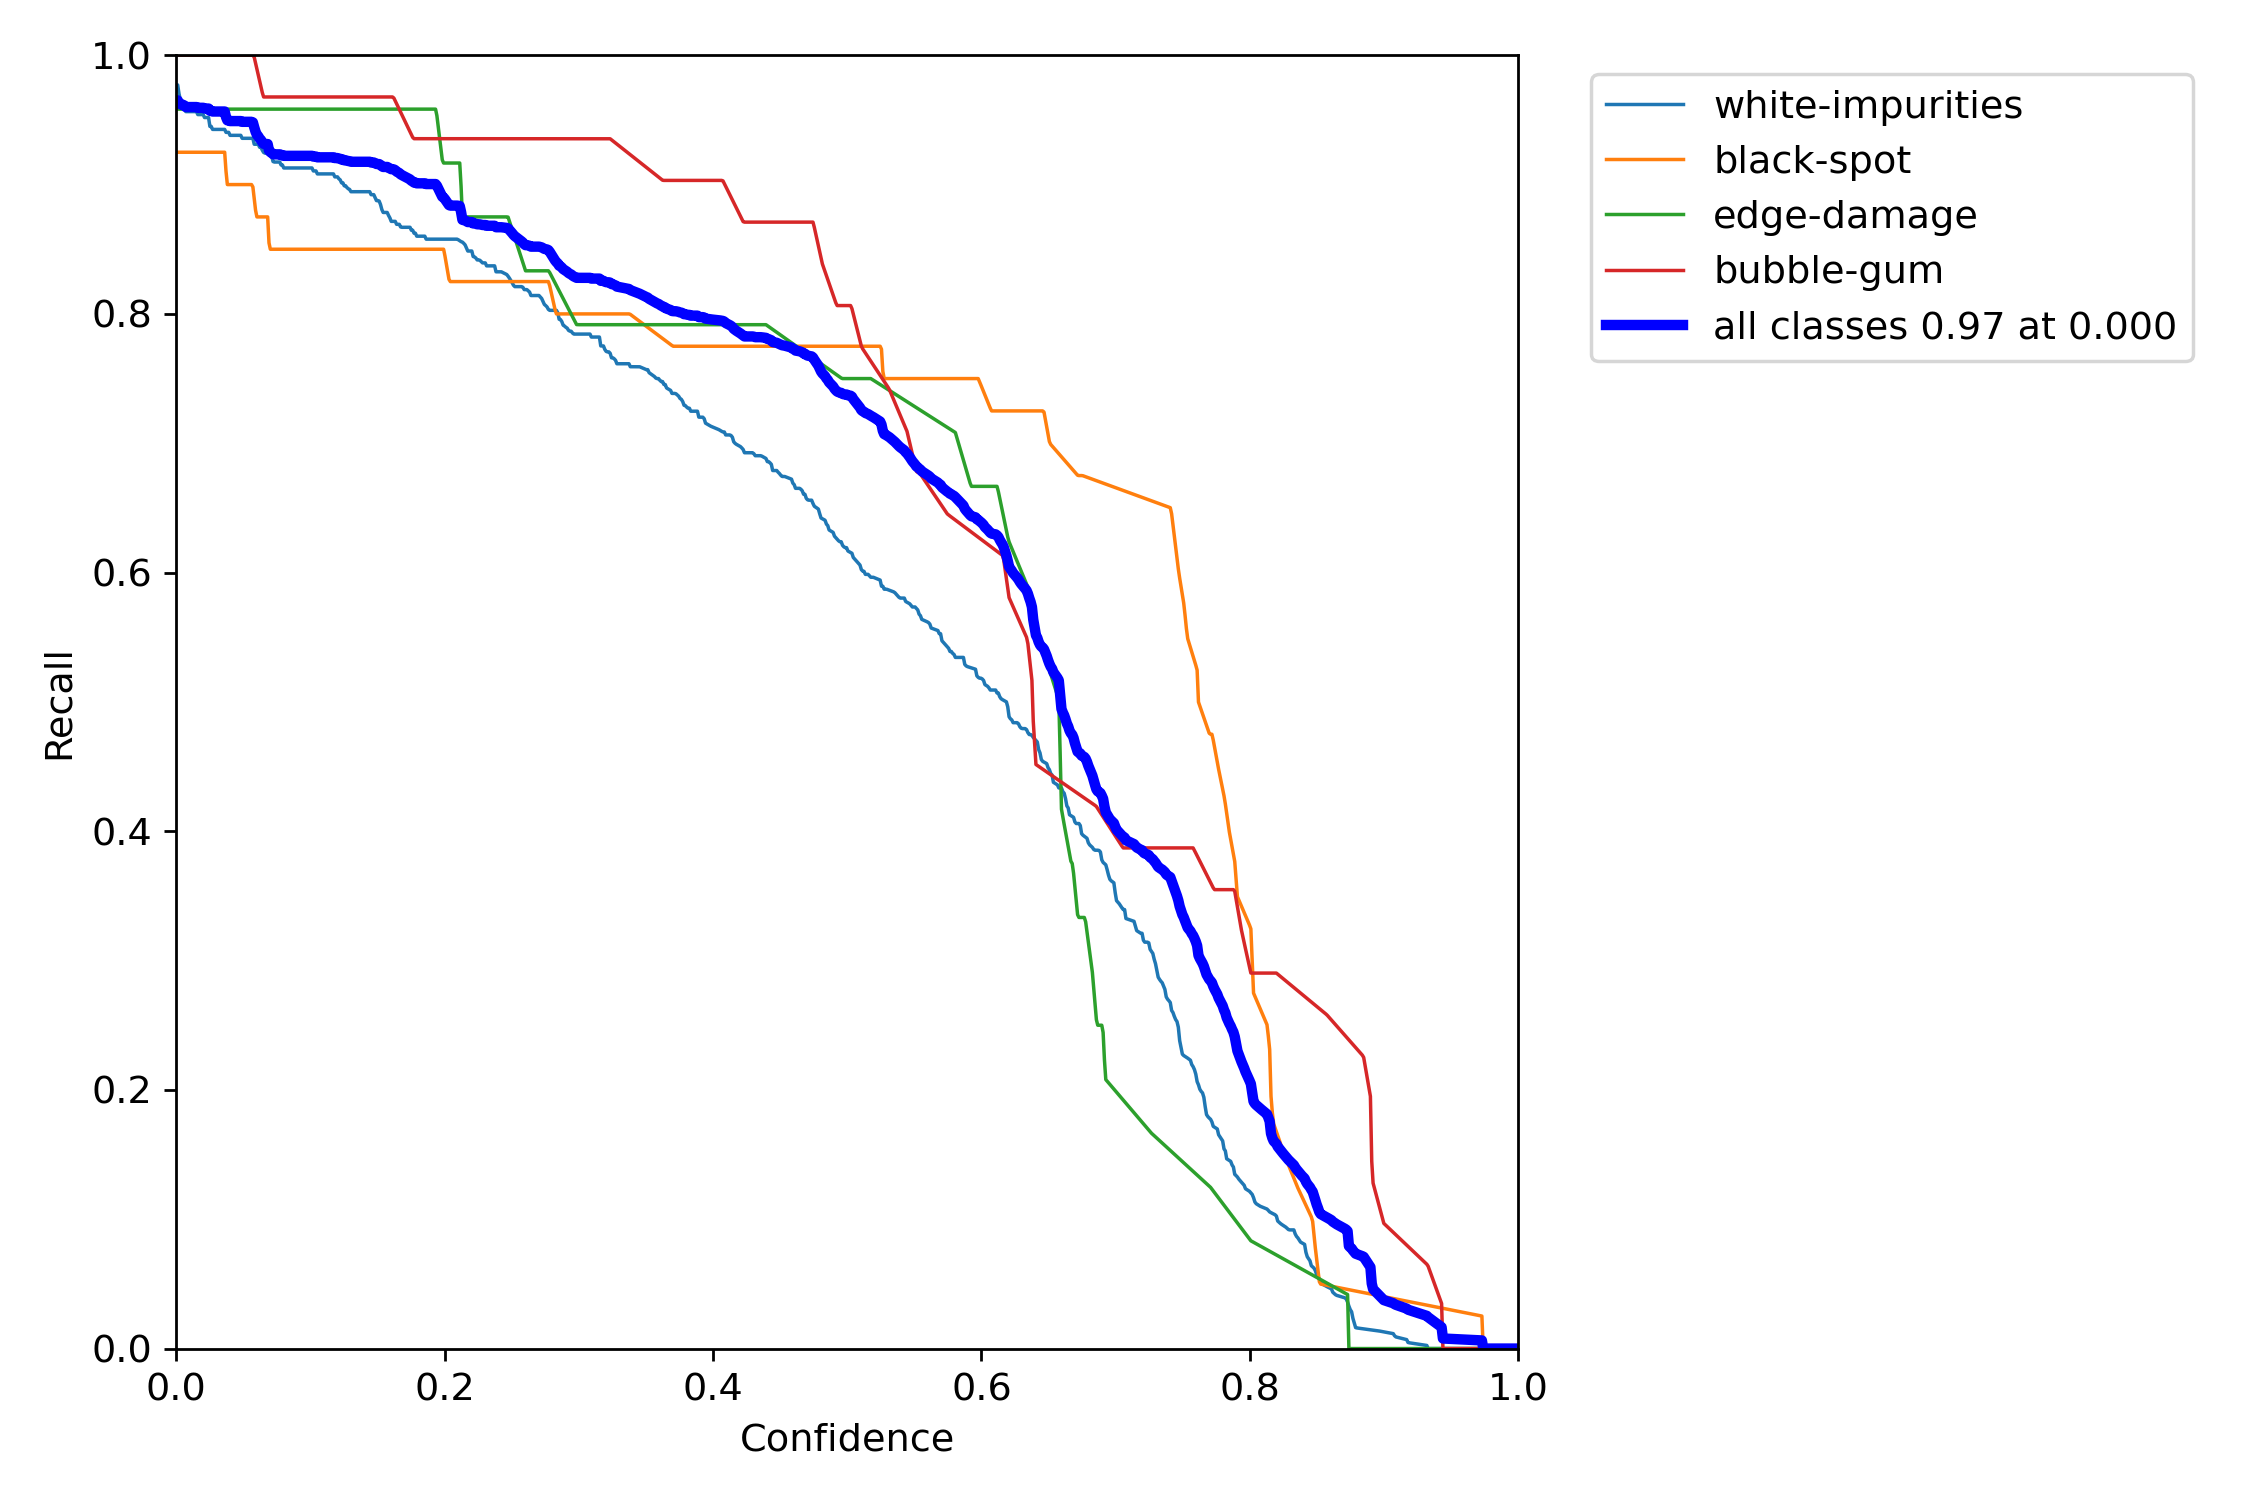 1.0
0.8
0.6
0.4
0.2
0.0
Recall
0.0 0.2 0.4 0.6 0.8 1.0
Confidence
white-impurities
black-spot
edge-damage
bubble-gum
all classes 0.97 at 0.000